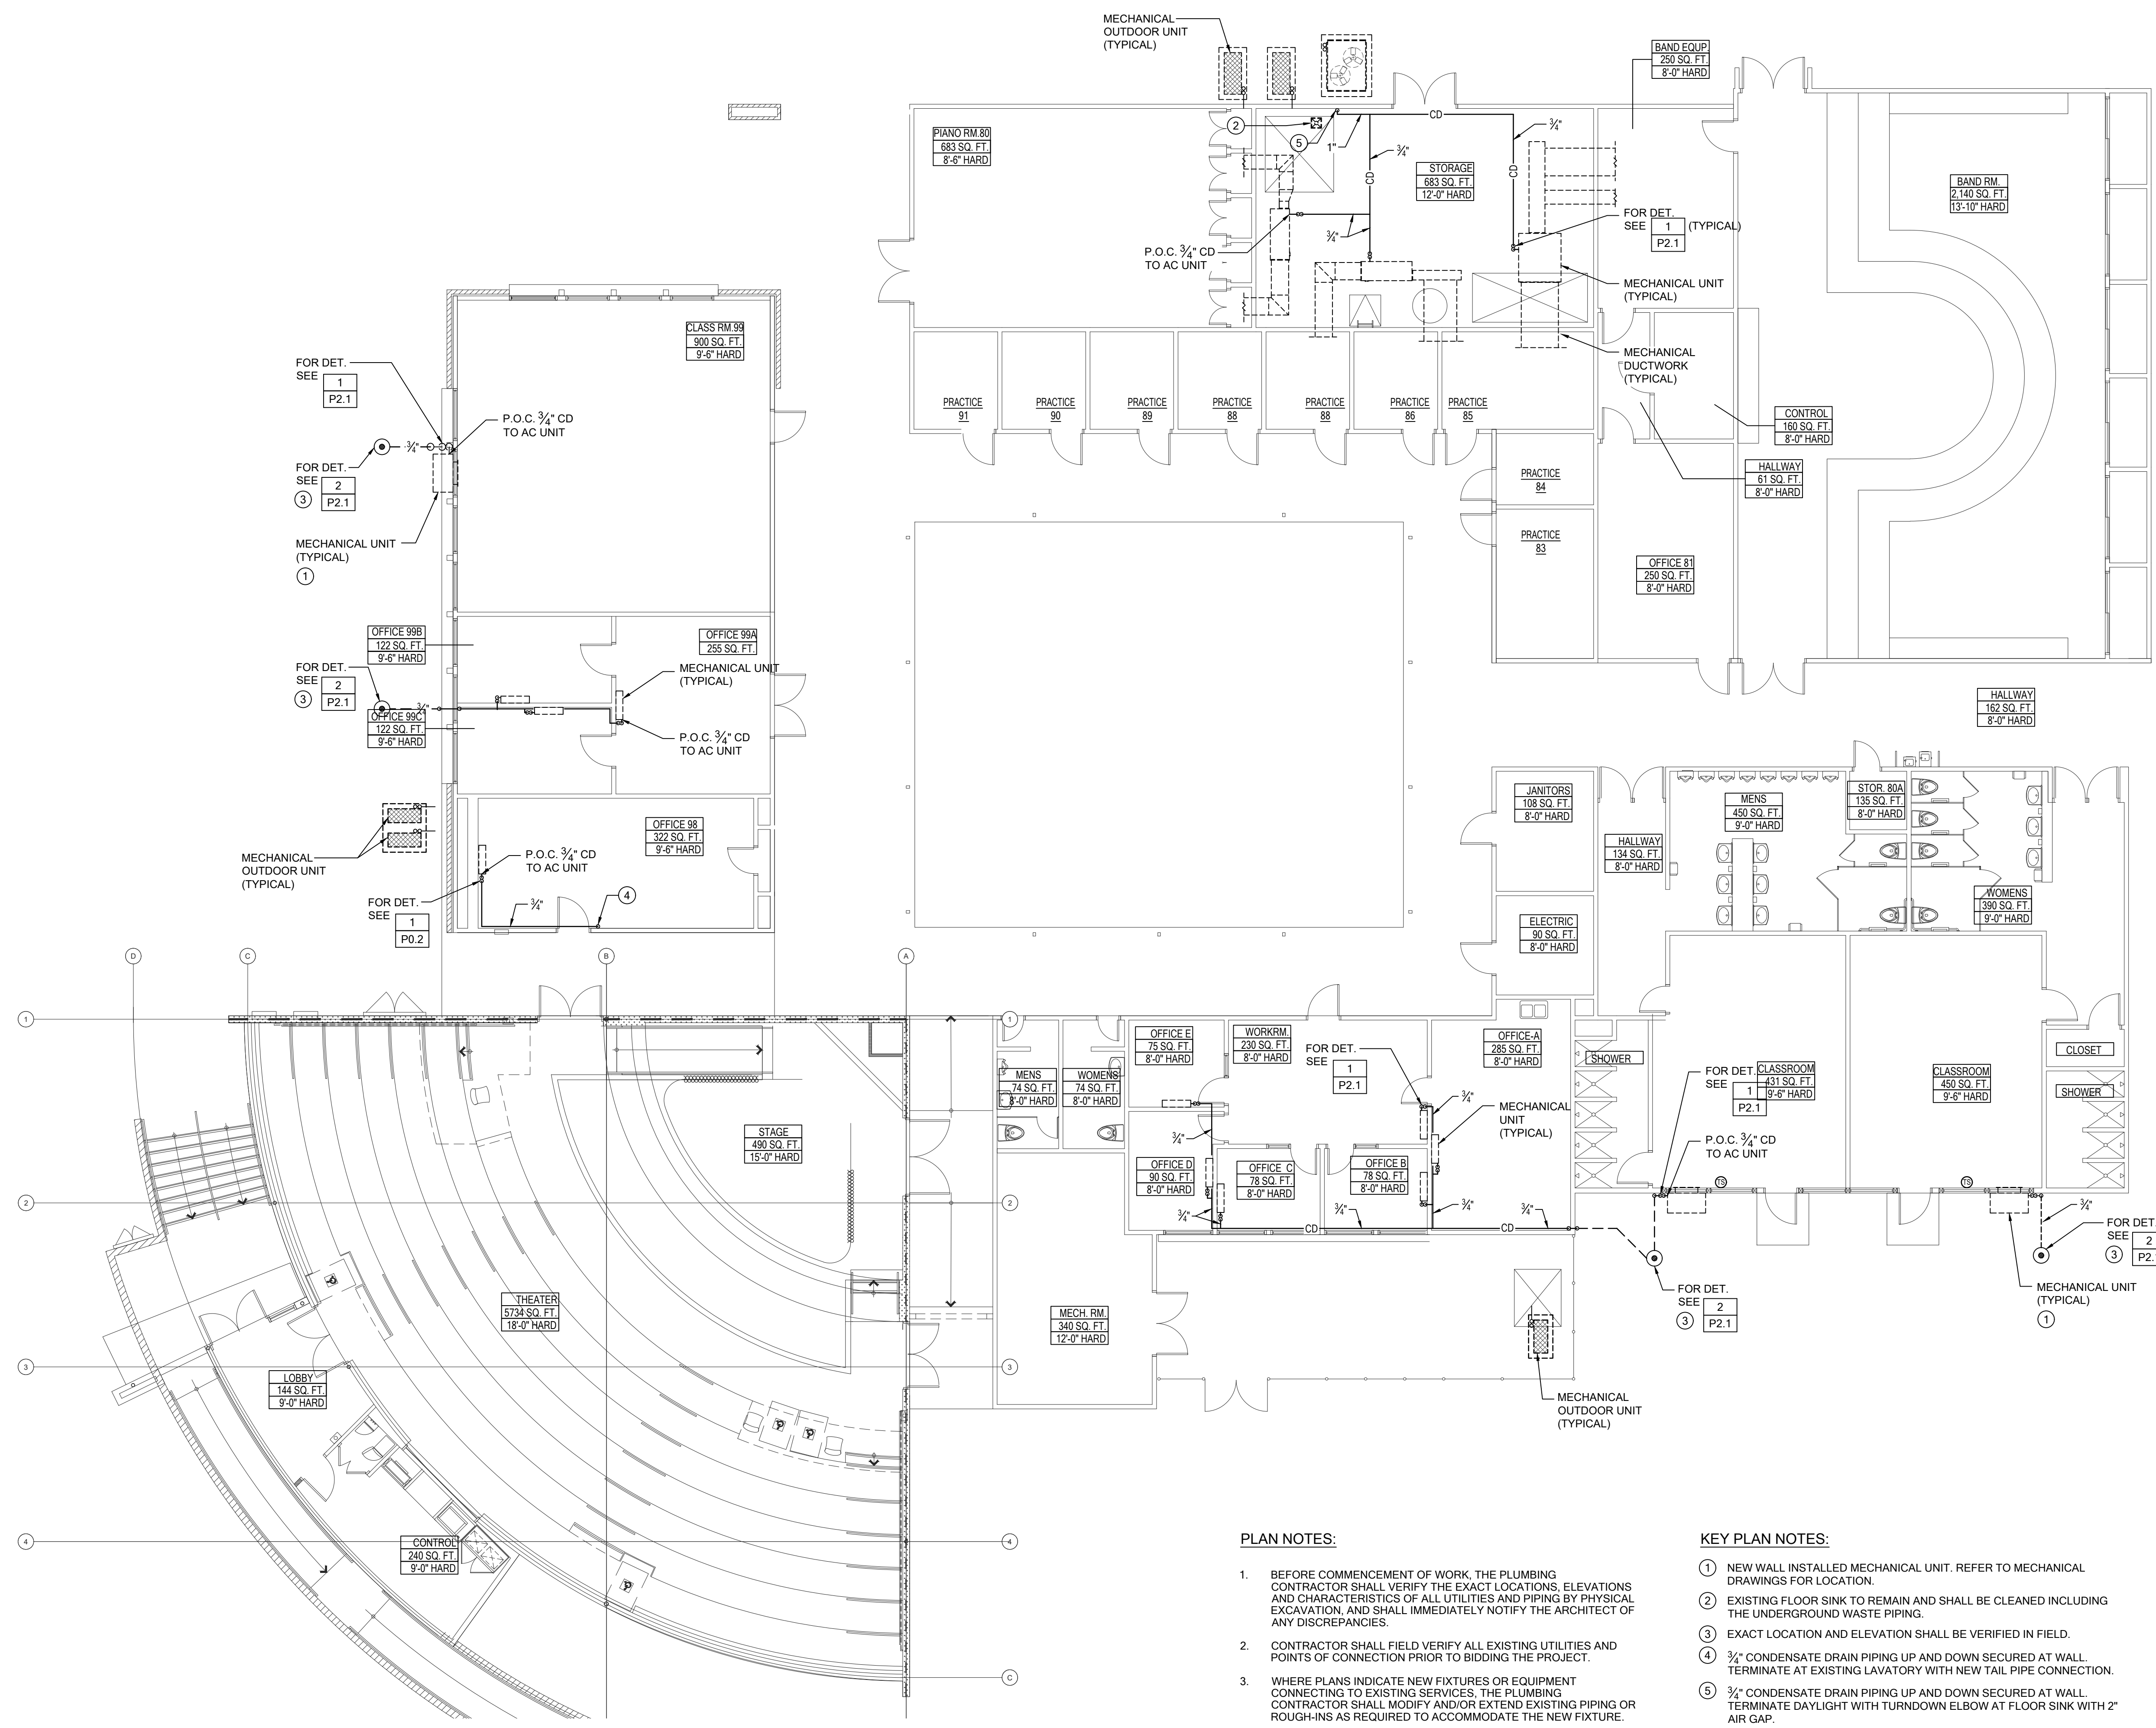 MECHANICAL
OUTDOOR UNIT
(TYPICAL)
BAND EQUP.
250 SQ. FT.
8'-0" HARD
PIANO RM.80
683 SQ. FT.
8'-6" HARD
2
5
1"
CD
3/4"
3/4"
CD
CD
STORAGE
683 SQ. FT.
12'-0" HARD
BAND RM.
2,140 SQ. FT.
13'-10" HARD
FOR DET.
SEE 1 (TYPICAL)
P2.1
3/4"
P.O.C. 3/4" CD
TO AC UNIT
MECHANICAL UNIT
(TYPICAL)
MECHANICAL
DUCTWORK
(TYPICAL)
CLASS RM.99
900 SQ. FT.
9'-6" HARD
FOR DET.
SEE 1
P2.1
P.O.C. 3/4" CD
TO AC UNIT
3/4"
FOR DET.
SEE 2
3 P2.1
MECHANICAL UNIT
(TYPICAL)
1
PRACTICE
91
PRACTICE
90
PRACTICE
89
PRACTICE
88
PRACTICE
88
PRACTICE
86
PRACTICE
85
CONTROL
160 SQ. FT.
8'-0" HARD
HALLWAY
61 SQ. FT.
8'-0" HARD
PRACTICE
84
PRACTICE
83
OFFICE 81
250 SQ. FT.
8'-0" HARD
OFFICE 99B
122 SQ. FT.
9'-6" HARD
OFFICE 99A
255 SQ. FT.
FOR DET.
SEE 2
3 P2.1
MECHANICAL UNIT
(TYPICAL)
3/4"
OFFICE 99C
122 SQ. FT.
9'-6" HARD
P.O.C. 3/4" CD
TO AC UNIT
HALLWAY
162 SQ. FT.
8'-0" HARD
OFFICE 98
322 SQ. FT.
9'-6" HARD
MECHANICAL
OUTDOOR UNIT
(TYPICAL)
P.O.C. 3/4" CD
TO AC UNIT
FOR DET.
SEE 1
P0.2
3/4"
4
JANITORS
108 SQ. FT.
8'-0" HARD
MENS
450 SQ. FT.
9'-0" HARD
STOR. 80A
135 SQ. FT.
8'-0" HARD
HALLWAY
134 SQ. FT.
8'-0" HARD
WOMENS
390 SQ. FT.
9'-0" HARD
ELECTRIC
90 SQ. FT.
8'-0" HARD
D
C
B
A
1
1
OFFICE E
75 SQ. FT.
8'-0" HARD
WORKRM.
230 SQ. FT.
8'-0" HARD
FOR DET.
SEE 1
P2.1
OFFICE-A
285 SQ. FT.
8'-0" HARD
SHOWER
FOR DET.
SEE 1
P2.1
CLASSROOM
431 SQ. FT.
9'-6" HARD
CLASSROOM
450 SQ. FT.
9'-6" HARD
CLOSET
SHOWER
MENS
74 SQ. FT.
8'-0" HARD
WOMENS
74 SQ. FT.
8'-0" HARD
3/4"
MECHANICAL
UNIT
(TYPICAL)
STAGE
490 SQ. FT.
15'-0" HARD
3/4"
P.O.C. 3/4" CD
TO AC UNIT
OFFICE D
90 SQ. FT.
8'-0" HARD
OFFICE C
78 SQ. FT.
8'-0" HARD
OFFICE B
78 SQ. FT.
8'-0" HARD
TS
TS
2
2
3/4"
CD
3/4"
3/4"
CD
3/4"
3/4"
FOR DET.
SEE 2
3 P2.
FOR DET.
SEE 2
3 P2.1
MECHANICAL UNIT
(TYPICAL)
1
THEATER
5734 SQ. FT.
18'-0" HARD
MECH. RM.
340 SQ. FT.
12'-0" HARD
3
3
LOBBY
144 SQ. FT.
9'-0" HARD
MECHANICAL
OUTDOOR UNIT
(TYPICAL)
4
4
CONTROL
240 SQ. FT.
9'-0" HARD
C
PLAN NOTES:
1. BEFORE COMMENCEMENT OF WORK, THE PLUMBING
CONTRACTOR SHALL VERIFY THE EXACT LOCATIONS, ELEVATIONS
AND CHARACTERISTICS OF ALL UTILITIES AND PIPING BY PHYSICAL
EXCAVATION, AND SHALL IMMEDIATELY NOTIFY THE ARCHITECT OF
ANY DISCREPANCIES.
2. CONTRACTOR SHALL FIELD VERIFY ALL EXISTING UTILITIES AND
POINTS OF CONNECTION PRIOR TO BIDDING THE PROJECT.
3. WHERE PLANS INDICATE NEW FIXTURES OR EQUIPMENT
CONNECTING TO EXISTING SERVICES, THE PLUMBING
CONTRACTOR SHALL MODIFY AND/OR EXTEND EXISTING PIPING OR
ROUGH-INS AS REQUIRED TO ACCOMMODATE THE NEW FIXTURE.
KEY PLAN NOTES:
1 NEW WALL INSTALLED MECHANICAL UNIT. REFER TO MECHANICAL
DRAWINGS FOR LOCATION.
2 EXISTING FLOOR SINK TO REMAIN AND SHALL BE CLEANED INCLUDING
THE UNDERGROUND WASTE PIPING.
3 EXACT LOCATION AND ELEVATION SHALL BE VERIFIED IN FIELD.
4 3/4" CONDENSATE DRAIN PIPING UP AND DOWN SECURED AT WALL.
TERMINATE AT EXISTING LAVATORY WITH NEW TAIL PIPE CONNECTION.
5 3/4" CONDENSATE DRAIN PIPING UP AND DOWN SECURED AT WALL.
TERMINATE DAYLIGHT WITH TURNDOWN ELBOW AT FLOOR SINK WITH 2"
AIR GAP.